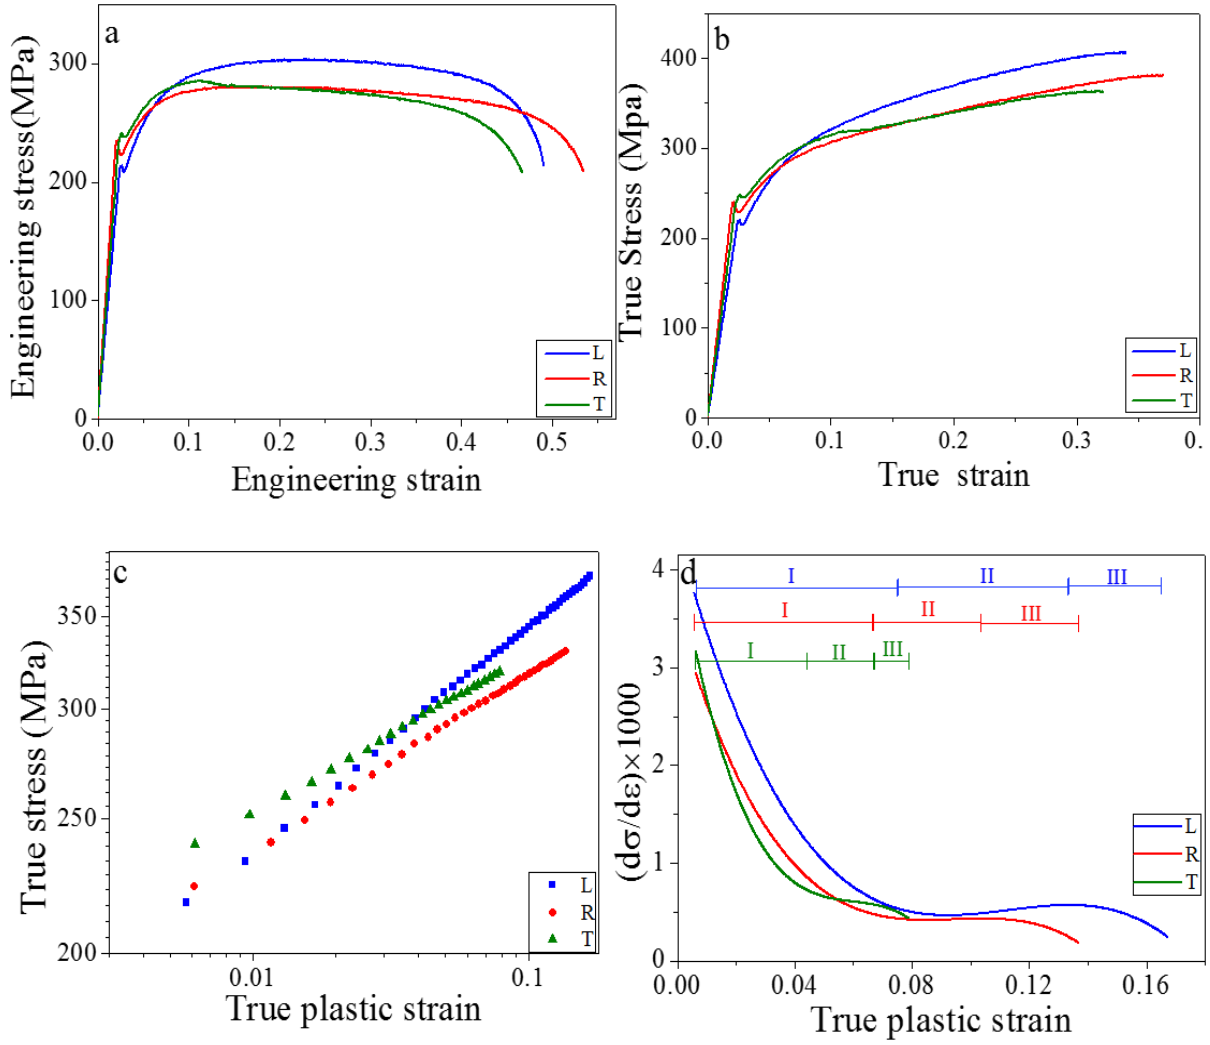 a
Engineering stress(MPa)
300
200
100
0
0.0 0.1 0.2 0.3 0.4 0.5
Engineering strain
L
R
T
b
True Stress (Mpa)
400
300
200
100
0
0.0 0.1 0.2 0.3 0.
True strain
L
R
T
c
True stress (MPa)
350
300
250
200
0.01 0.1
True plastic strain
L
R
T
d
(dσ/dε)×1000
4
3
2
1
0
I II III
I II III
I II III
0.00 0.04 0.08 0.12 0.16
True plastic strain
L
R
T